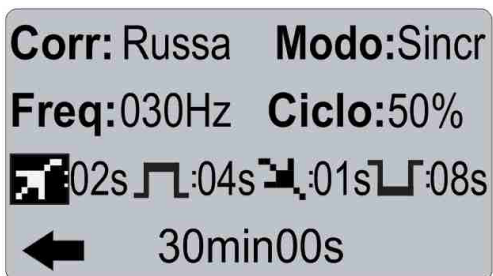 Corr: Russa Modo:Sincr
Freq:030Hz Ciclo:50%
:02s :04s :01s :08s
30min00s